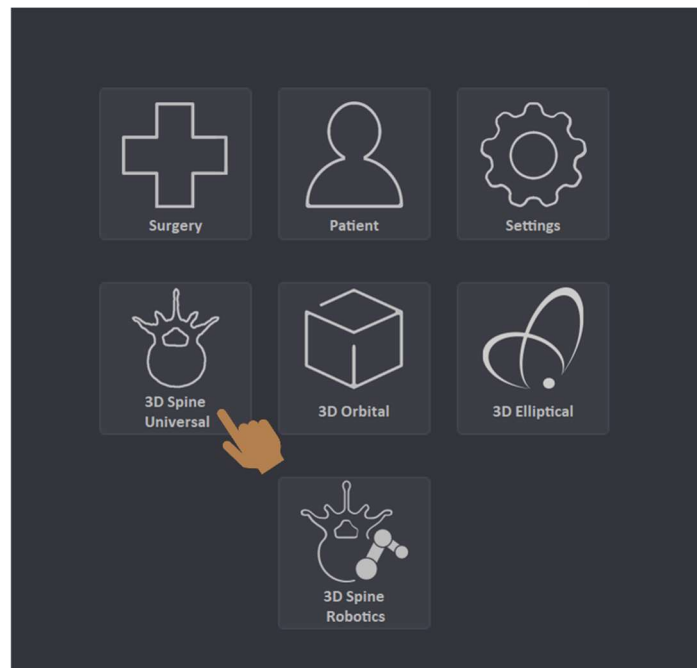 Surgery
Patient
Settings
3D Spine
Universal
3D Orbital
3D Elliptical
3D Spine
Robotics